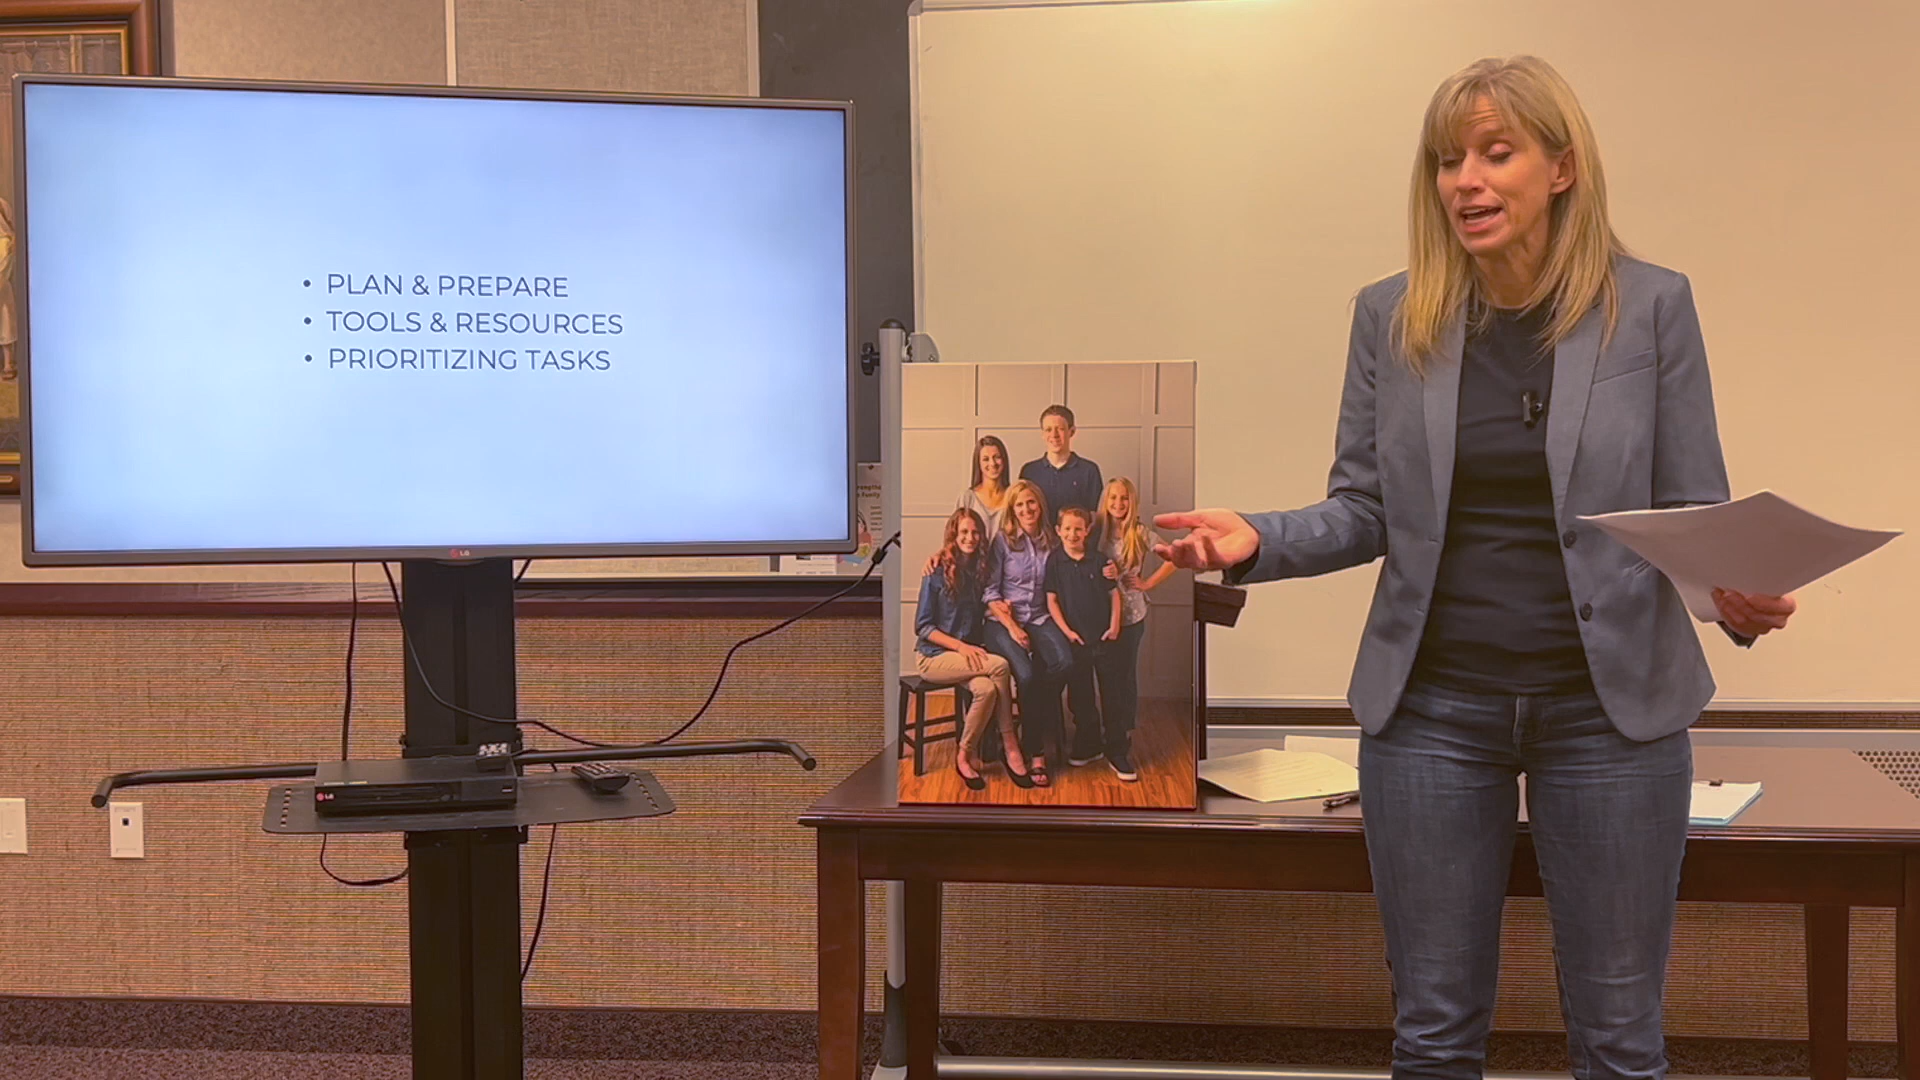 • PLAN & PREPARE
• TOOLS & RESOURCES
• PRIORITIZING TASKS
LG
LG